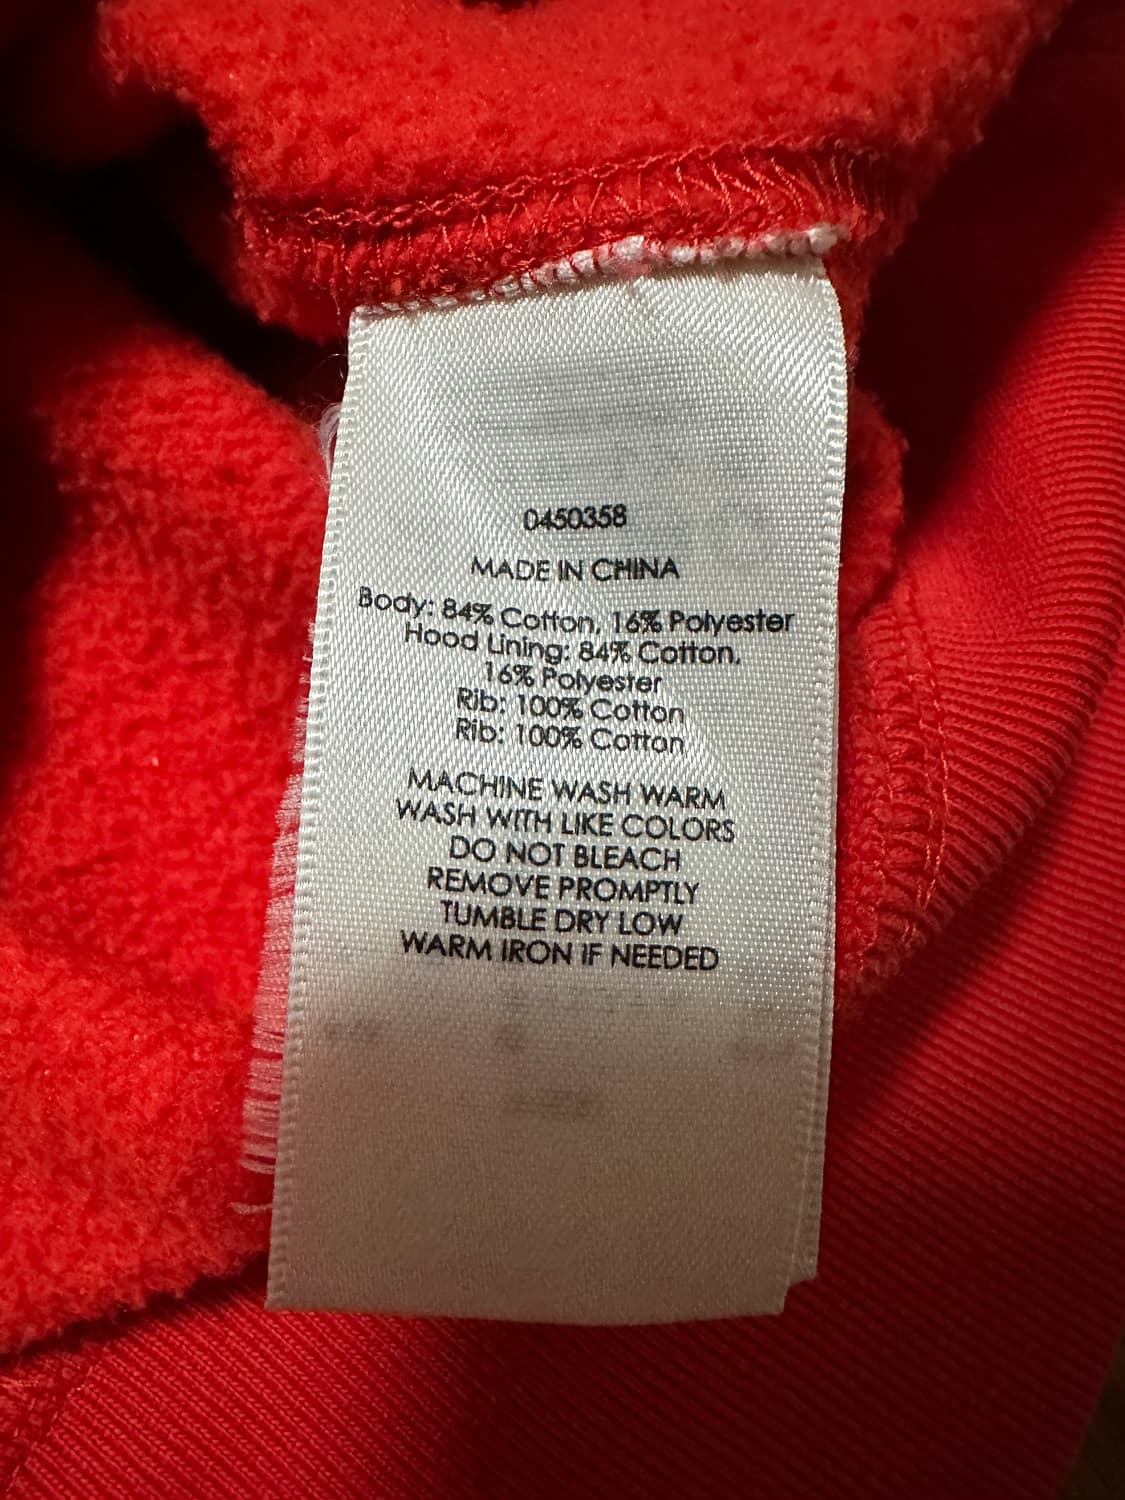 0450358
MADE IN CHINA
Body: 84% Cotton, 16% Polyester
Hood Lining: 84% Cotton,
16% Polyester
Rib: 100% Cotton
Rib: 100% Cotton
MACHINE WASH WARM
WASH WITH LIKE COLORS
DO NOT BLEACH
REMOVE PROMPTLY
TUMBLE DRY LOW
WARM IRON IF NEEDED